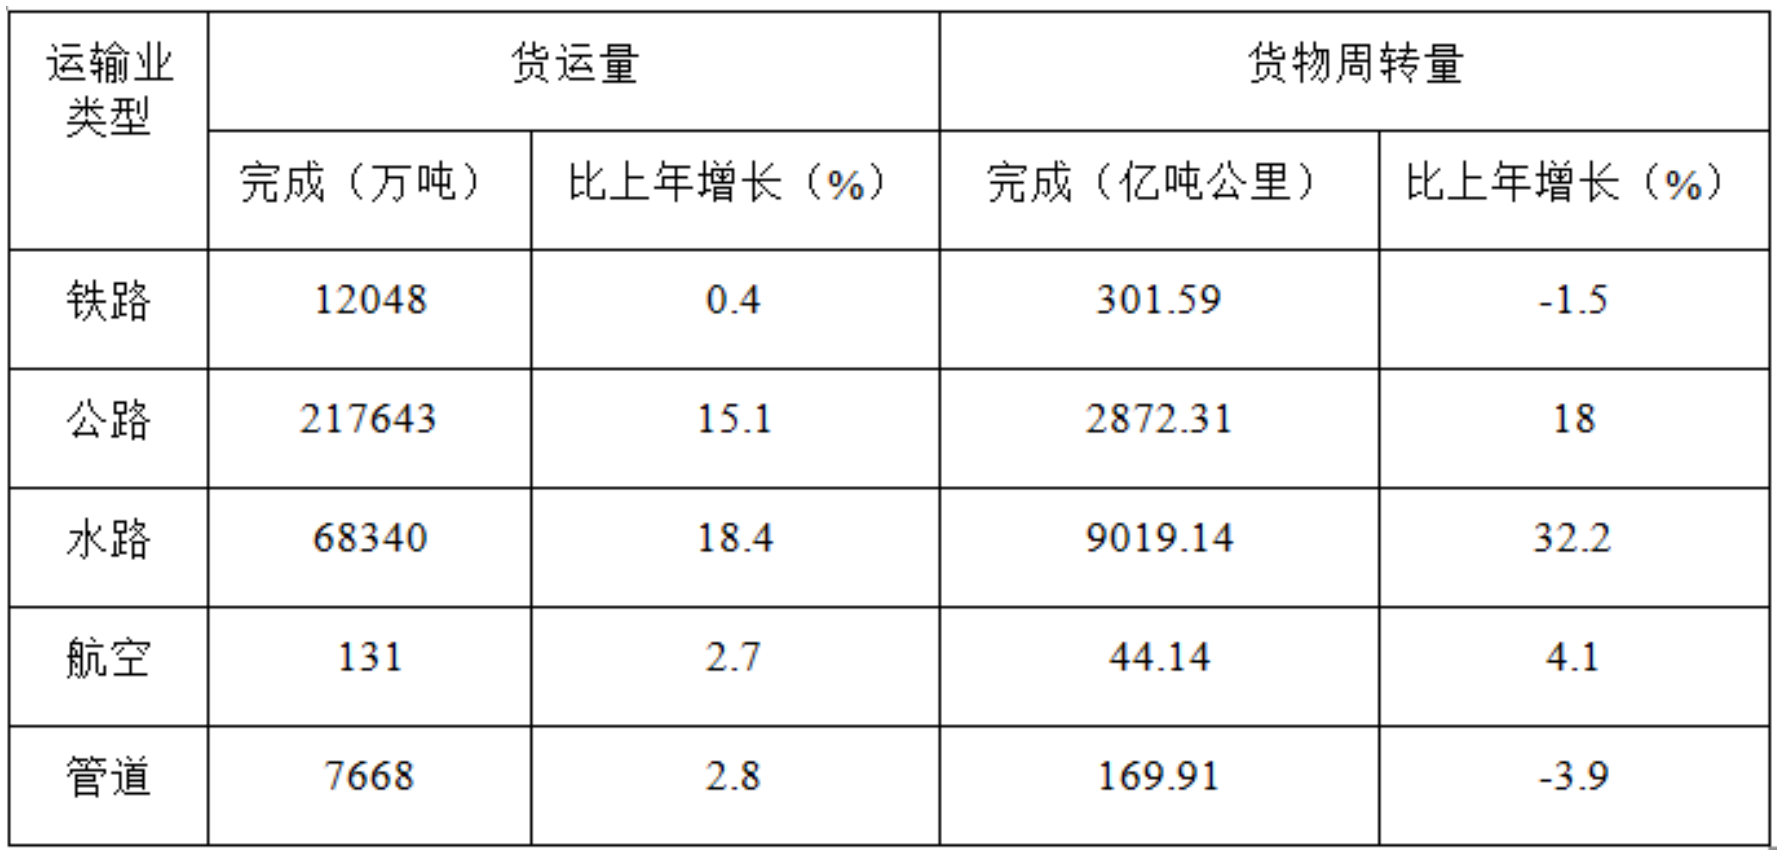 运输业类型 货运量 货物周转量
完成（万吨） 比上年增长（%） 完成（亿吨公里） 比上年增长（%）
铁路 12048 0.4 301.59 -1.5
公路 217643 15.1 2872.31 18
水路 68340 18.4 9019.14 32.2
航空 131 2.7 44.14 4.1
管道 7668 2.8 169.91 -3.9